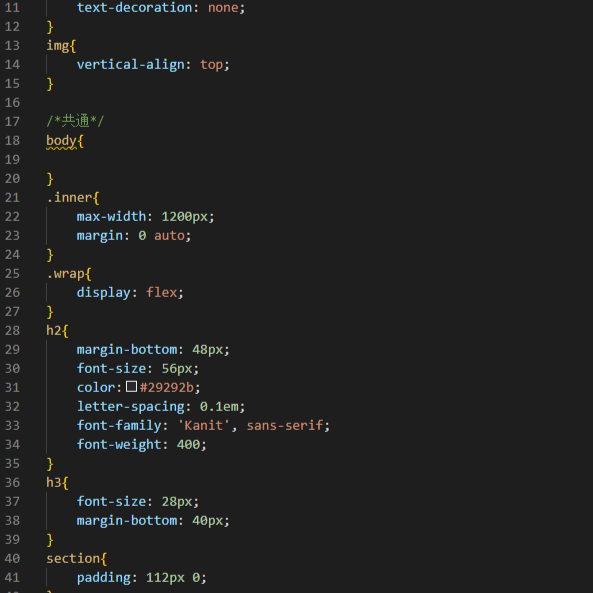 11 text-decoration: none;
12 }
13 img{
14 vertical-align: top;
15 }
16
17 /*共通*/
18 body{
19
20 }
21 .inner{
22 max-width: 1200px;
23 margin: 0 auto;
24 }
25 .wrap{
26 display: flex;
27 }
28 h2{
29 margin-bottom: 48px;
30 font-size: 56px;
31 color: #29292b;
32 letter-spacing: 0.1em;
33 font-family: 'Kanit', sans-serif;
34 font-weight: 400;
35 }
36 h3{
37 font-size: 28px;
38 margin-bottom: 40px;
39 }
40 section{
41 padding: 112px 0;